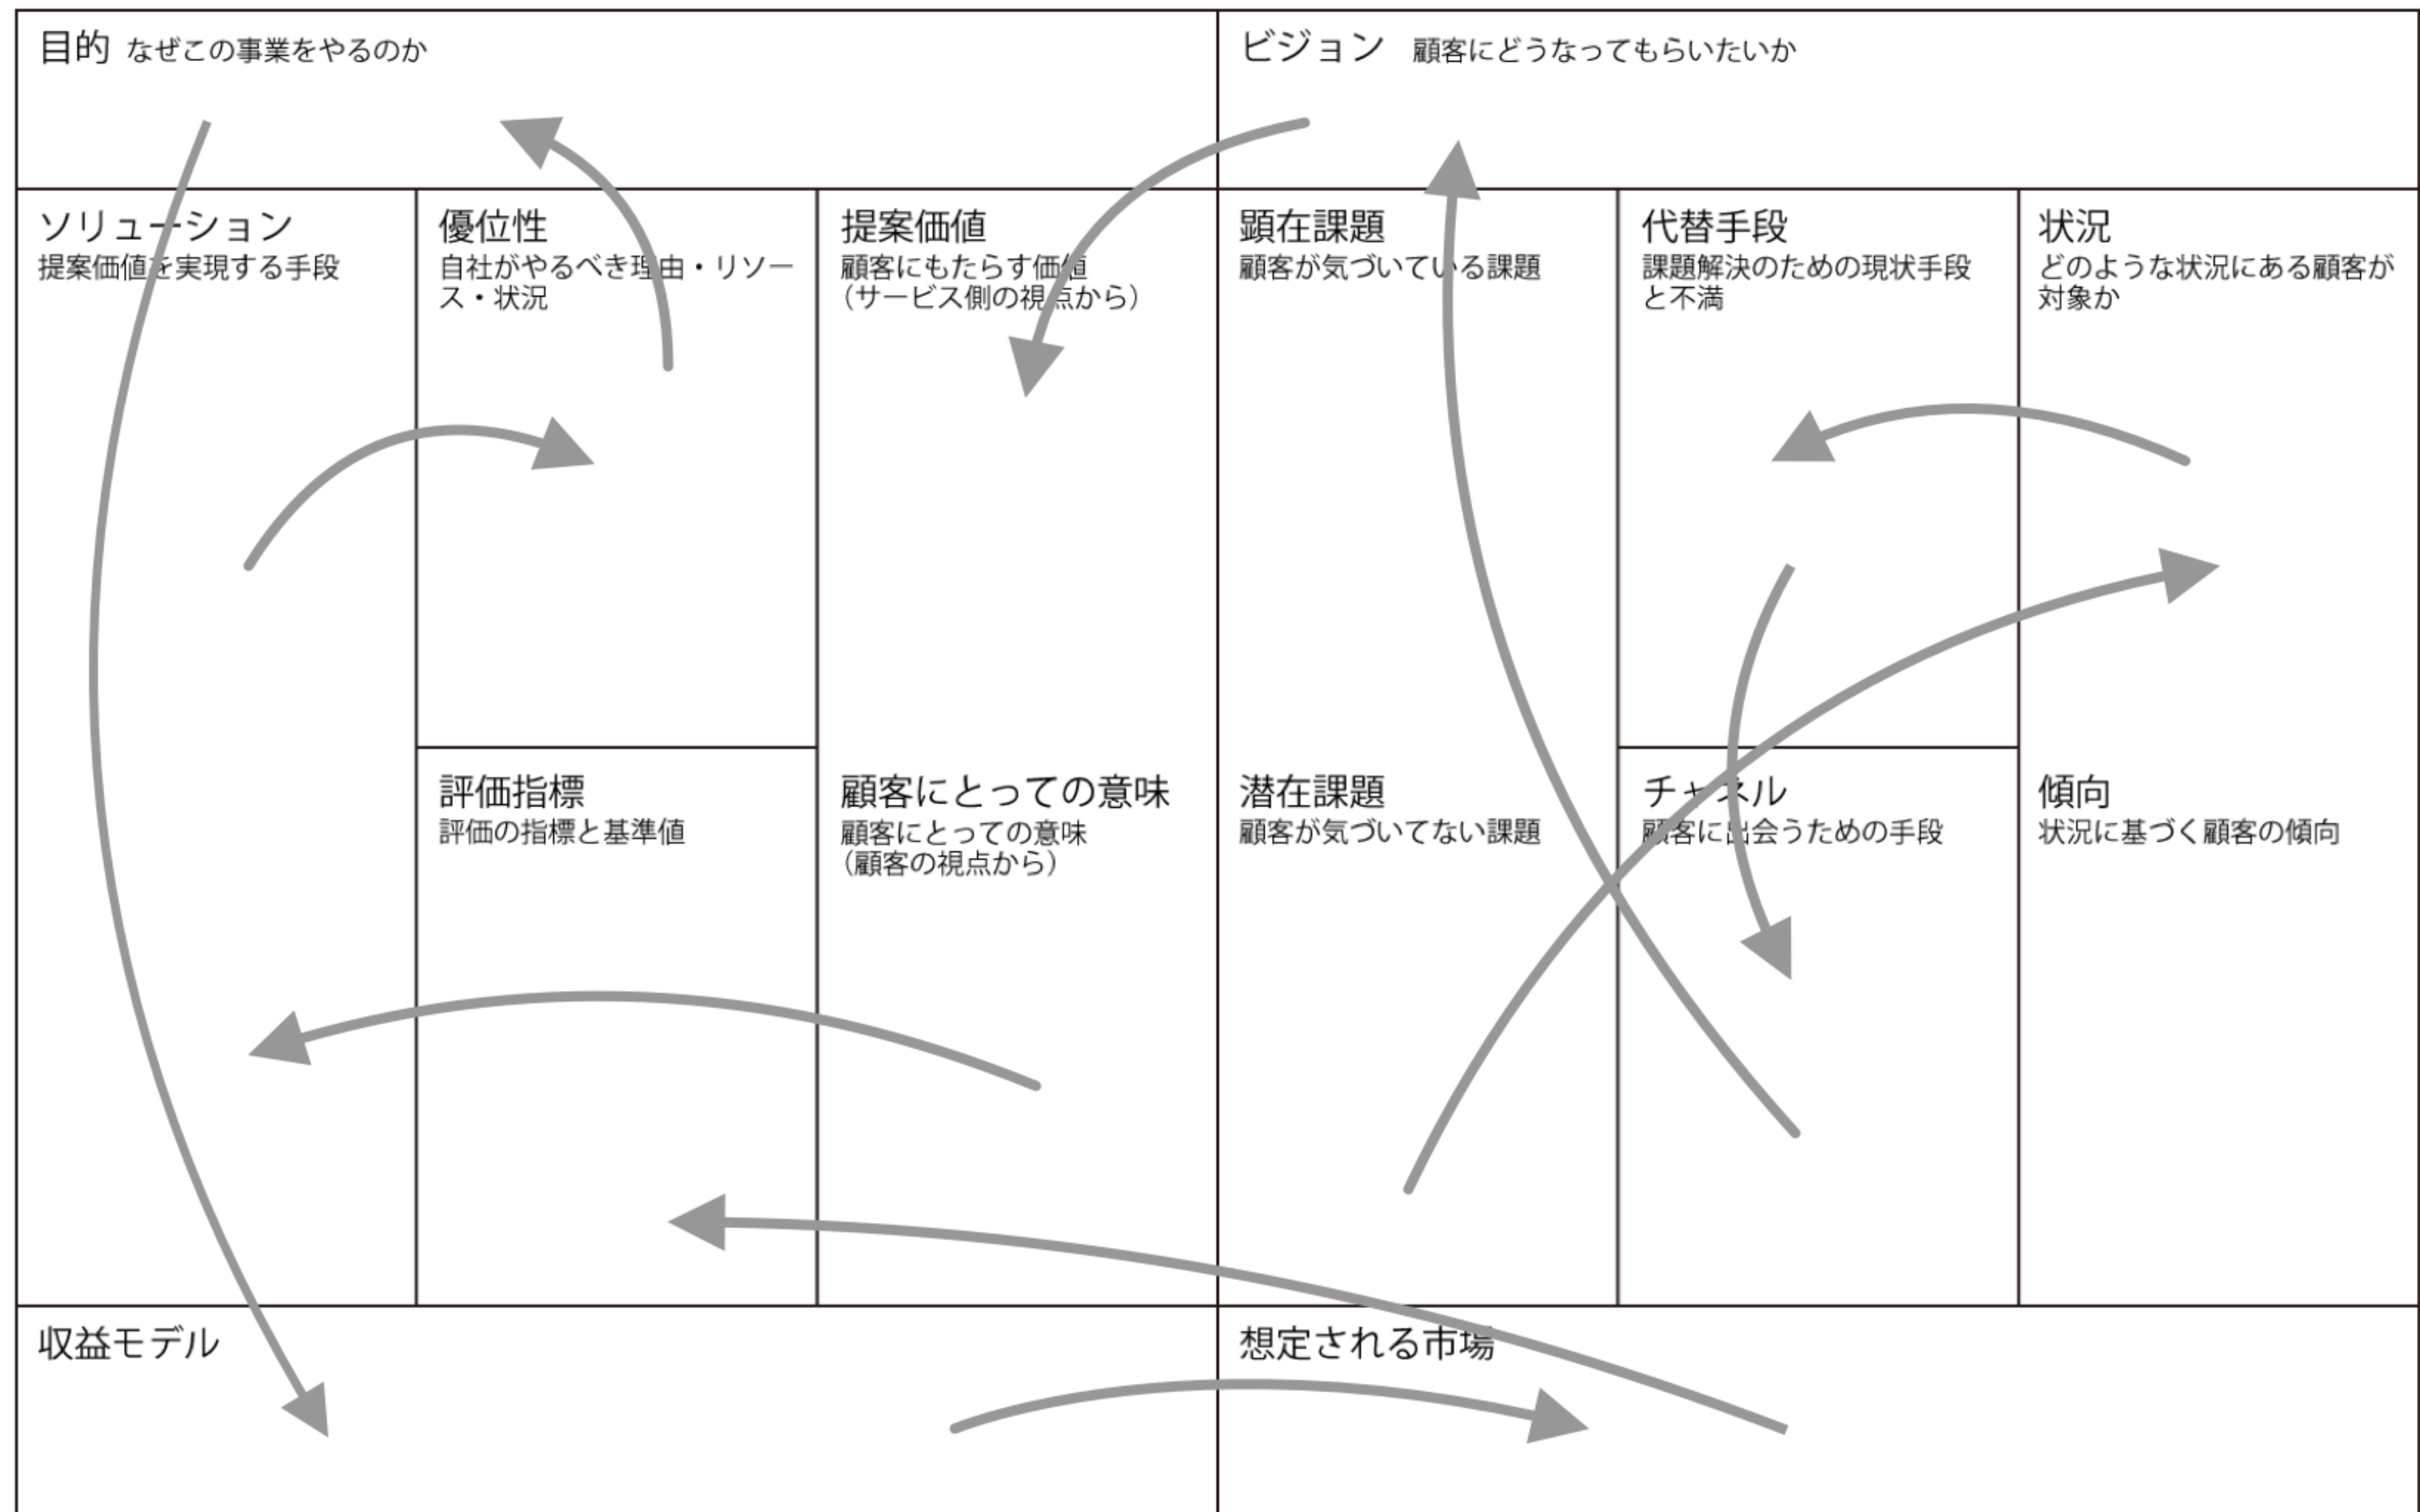 目的 なぜこの事業をやるのか
ビジョン 顧客にどうなってもらいたいか
ソリューション
提案価値を実現する手段
優位性
自社がやるべき理由・リソー
ス・状況
提案価値
顧客にもたらす価値
（サービス側の視点から）
顕在課題
顧客が気づいている課題
代替手段
課題解決のための現状手段
と不満
状況
どのような状況にある顧客が
対象か
評価指標
評価の指標と基準値
顧客にとっての意味
顧客にとっての意味
（顧客の視点から）
潜在課題
顧客が気づいてない課題
チャネル
顧客に出会うための手段
傾向
状況に基づく顧客の傾向
収益モデル
想定される市場